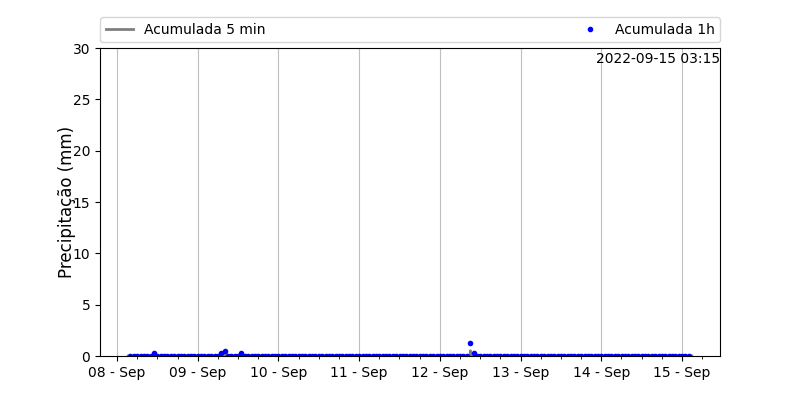 Acumulada 5 min
Acumulada 1h
2022-09-15 03:15
Precipitação (mm)
30
25
20
15
10
5
0
08 - Sep
09 - Sep
10 - Sep
11 - Sep
12 - Sep
13 - Sep
14 - Sep
15 - Sep